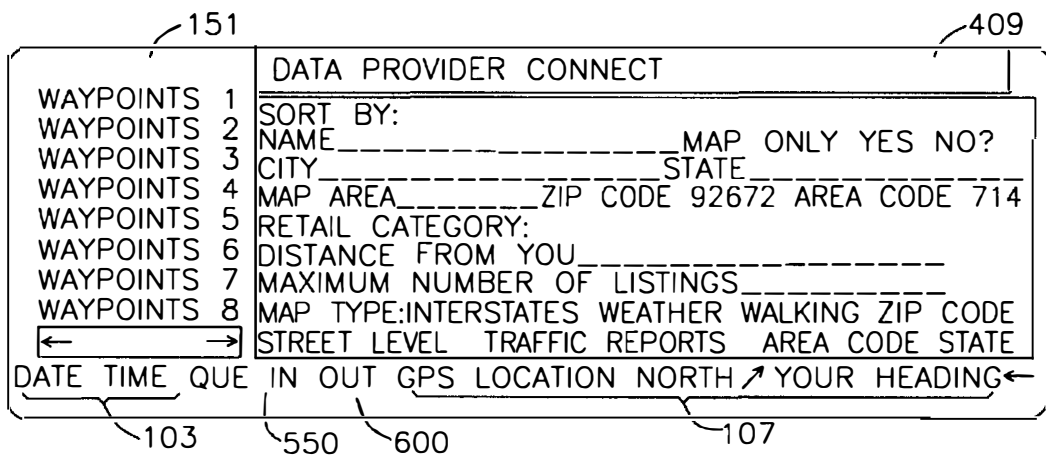 151
409
DATA PROVIDER CONNECT
WAYPOINTS 1
WAYPOINTS 2
WAYPOINTS 3
WAYPOINTS 4
WAYPOINTS 5
WAYPOINTS 6
WAYPOINTS 7
WAYPOINTS 8
SORT BY:
NAME_________________MAP ONLY YES NO?
CITY_________________STATE______________
MAP AREA_______ZIP CODE 92672 AREA CODE 714
RETAIL CATEGORY:
DISTANCE FROM YOU__________________
MAXIMUM NUMBER OF LISTINGS__________
MAP TYPE:INTERSTATES WEATHER WALKING ZIP CODE
STREET LEVEL TRAFFIC REPORTS AREA CODE STATE
← →
DATE TIME QUE IN OUT GPS LOCATION NORTH ↗ YOUR HEADING←
103
550
600
107